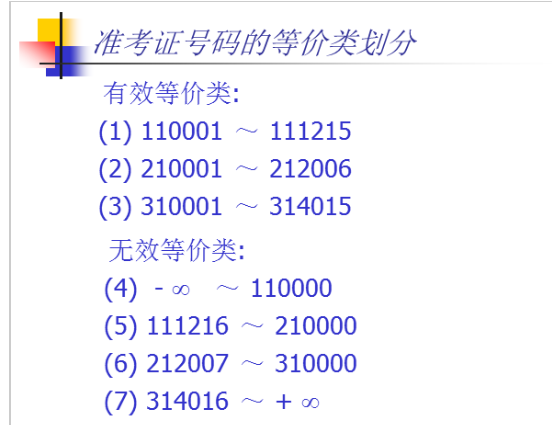 准考证号码的等价类划分
有效等价类:
(1) 110001 ～ 111215
(2) 210001 ～ 212006
(3) 310001 ～ 314015
无效等价类:
(4) - ∞ ～ 110000
(5) 111216 ～ 210000
(6) 212007 ～ 310000
(7) 314016 ～ + ∞